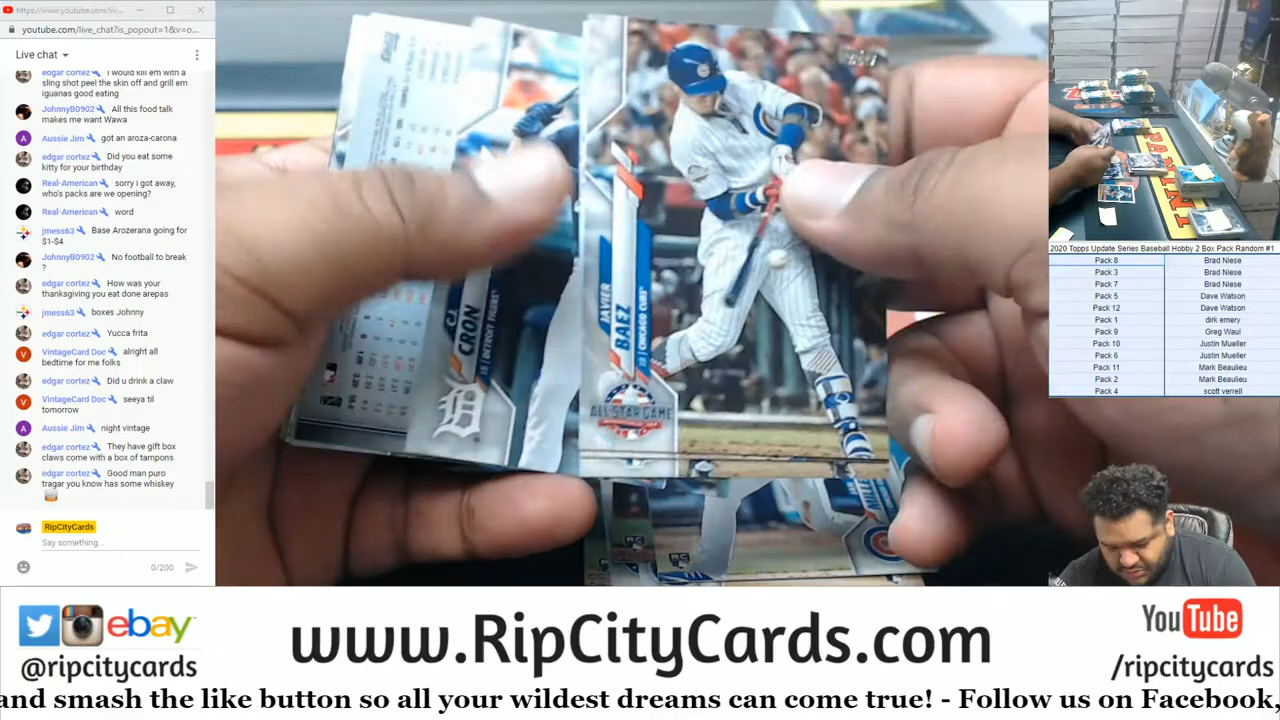 https://www.youtube.com/liv...
youtube.com/live_chat?is_popout=1&v=o...
Live chat
edgar cortez I would kill em with a
sling shot peel the skin off and grill em
iguanas good eating
JohnnyB0902 All this food talk
makes me want Wawa
Aussie Jim got an aroza-carona
edgar cortez Did you eat some
kitty for your birthday
Real-American sorry i got away,
who's packs are we opening?
Real-American word
jmess63 Base Arozerana going for
$1-$4
JohnnyB0902 No football to break
?
edgar cortez How was your
thanksgiving you eat done arepas
jmess63 boxes Johnny
edgar cortez Yucca frita
VintageCard Doc alright all
bedtime for me folks
edgar cortez Did u drink a claw
VintageCard Doc seeya til
tomorrow
Aussie Jim night vintage
edgar cortez They have gift box
claws come with a box of tampons
edgar cortez Good man puro
tragar you know has some whiskey
RipCityCards
Say something...
0/200
topps
C.J.
CRON
1B | DETROIT TIGERS
JAVIER
BAEZ
2B | CHICAGO CUBS
ALL-STAR GAME
RC
RC
MILLS
PANINI
2020 Topps Update Series Baseball Hobby 2 Box Pack Random #1
Pack 8 Brad Niese
Pack 3 Brad Niese
Pack 7 Brad Niese
Pack 5 Dave Watson
Pack 12 Dave Watson
Pack 1 dirk emery
Pack 9 Greg Waul
Pack 10 Justin Mueller
Pack 6 Justin Mueller
Pack 11 Mark Beaulieu
Pack 2 Mark Beaulieu
Pack 4 scott verrell
ebay
@ripcitycards
www.RipCityCards.com
YouTube
/ripcitycards
and smash the like button so all your wildest dreams can come true! - Follow us on Facebook,